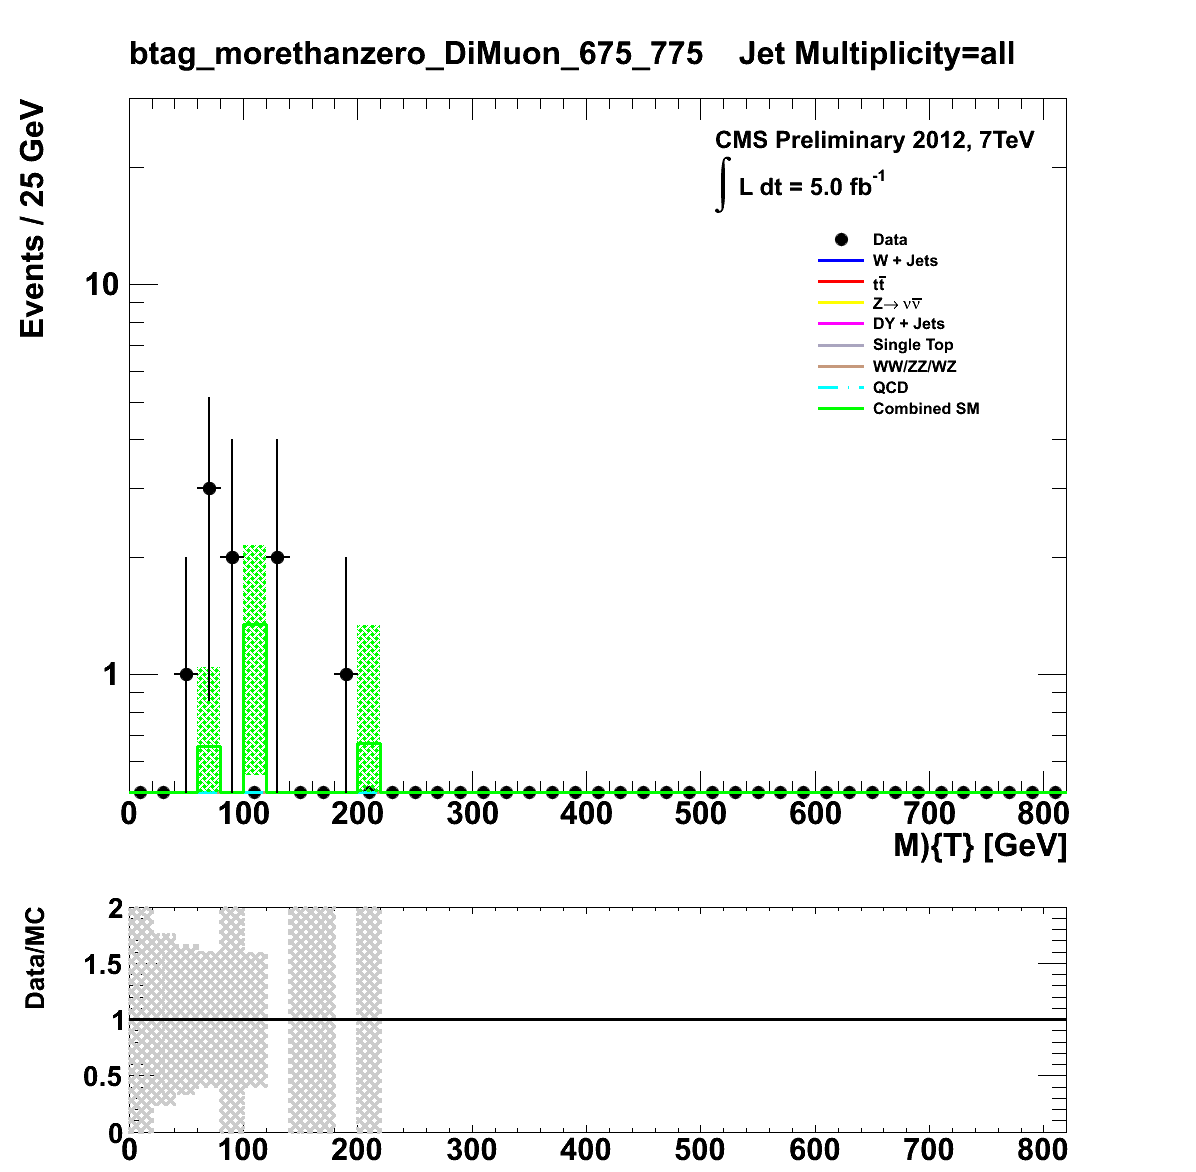 btag_morethanzero_DiMuon_675_775 Jet Multiplicity=all
Events / 25 GeV
CMS Preliminary 2012, 7TeV
∫ L dt = 5.0 fb⁻¹
Data
W + Jets
tt̅
Z→ νν̅
DY + Jets
Single Top
WW/ZZ/WZ
QCD
Combined SM
10
1
0 100 200 300 400 500 600 700 800
M){T} [GeV]
Data/MC
2
1.5
1
0.5
0
0 100 200 300 400 500 600 700 800